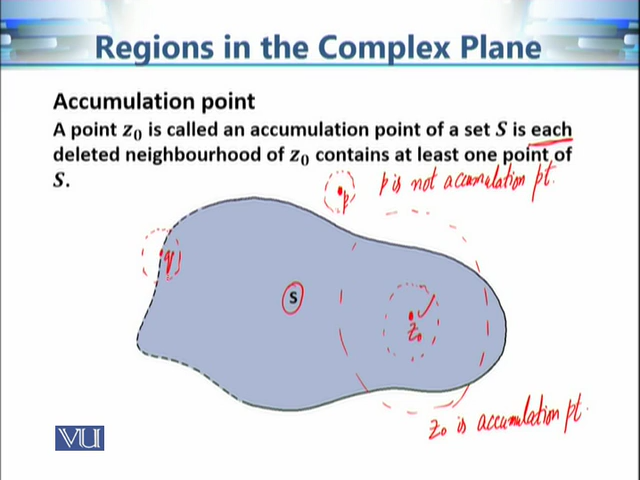 Regions in the Complex Plane
Accumulation point
A point z₀ is called an accumulation point of a set S is each
deleted neighbourhood of z₀ contains at least one point of
S.
p is not accumulation pt.
p
q
S
z₀
z₀ is accumulation pt.
VU